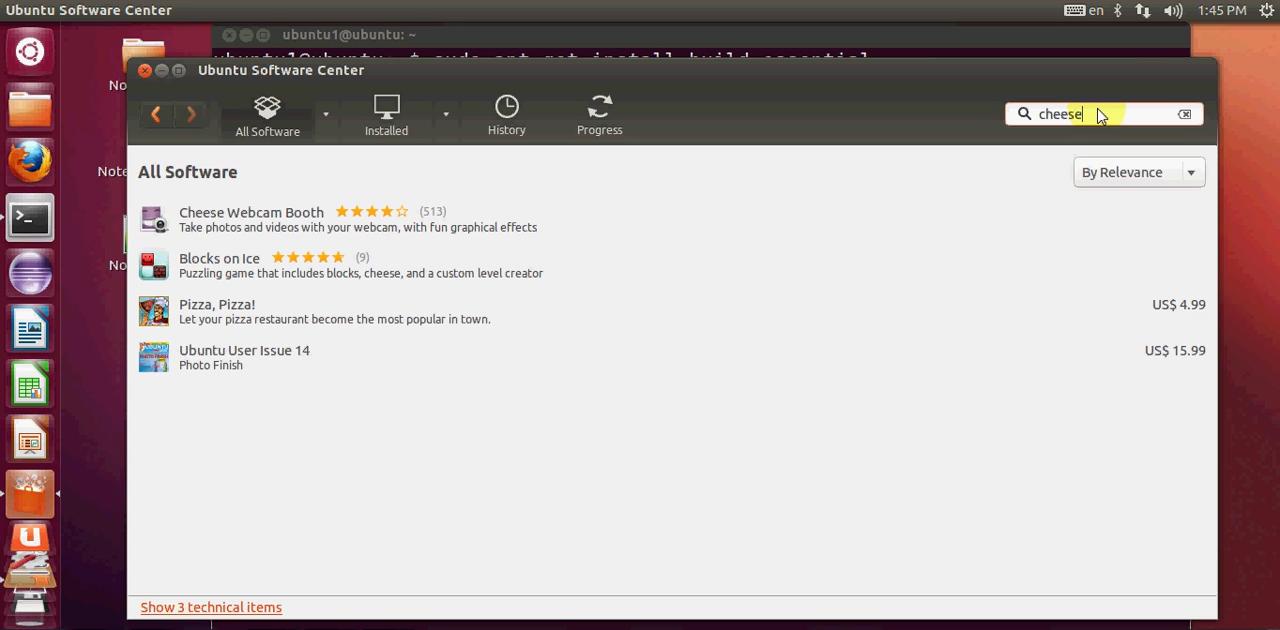 Ubuntu Software Center
en
1:45 PM
ubuntu1@ubuntu: ~
Ubuntu Software Center
All Software
Installed
History
Progress
cheese
All Software
By Relevance
Cheese Webcam Booth
(513)
Take photos and videos with your webcam, with fun graphical effects
Blocks on Ice
(9)
Puzzling game that includes blocks, cheese, and a custom level creator
Pizza, Pizza!
US$ 4.99
Let your pizza restaurant become the most popular in town.
Ubuntu User Issue 14
US$ 15.99
Photo Finish
Show 3 technical items
No
Note
No